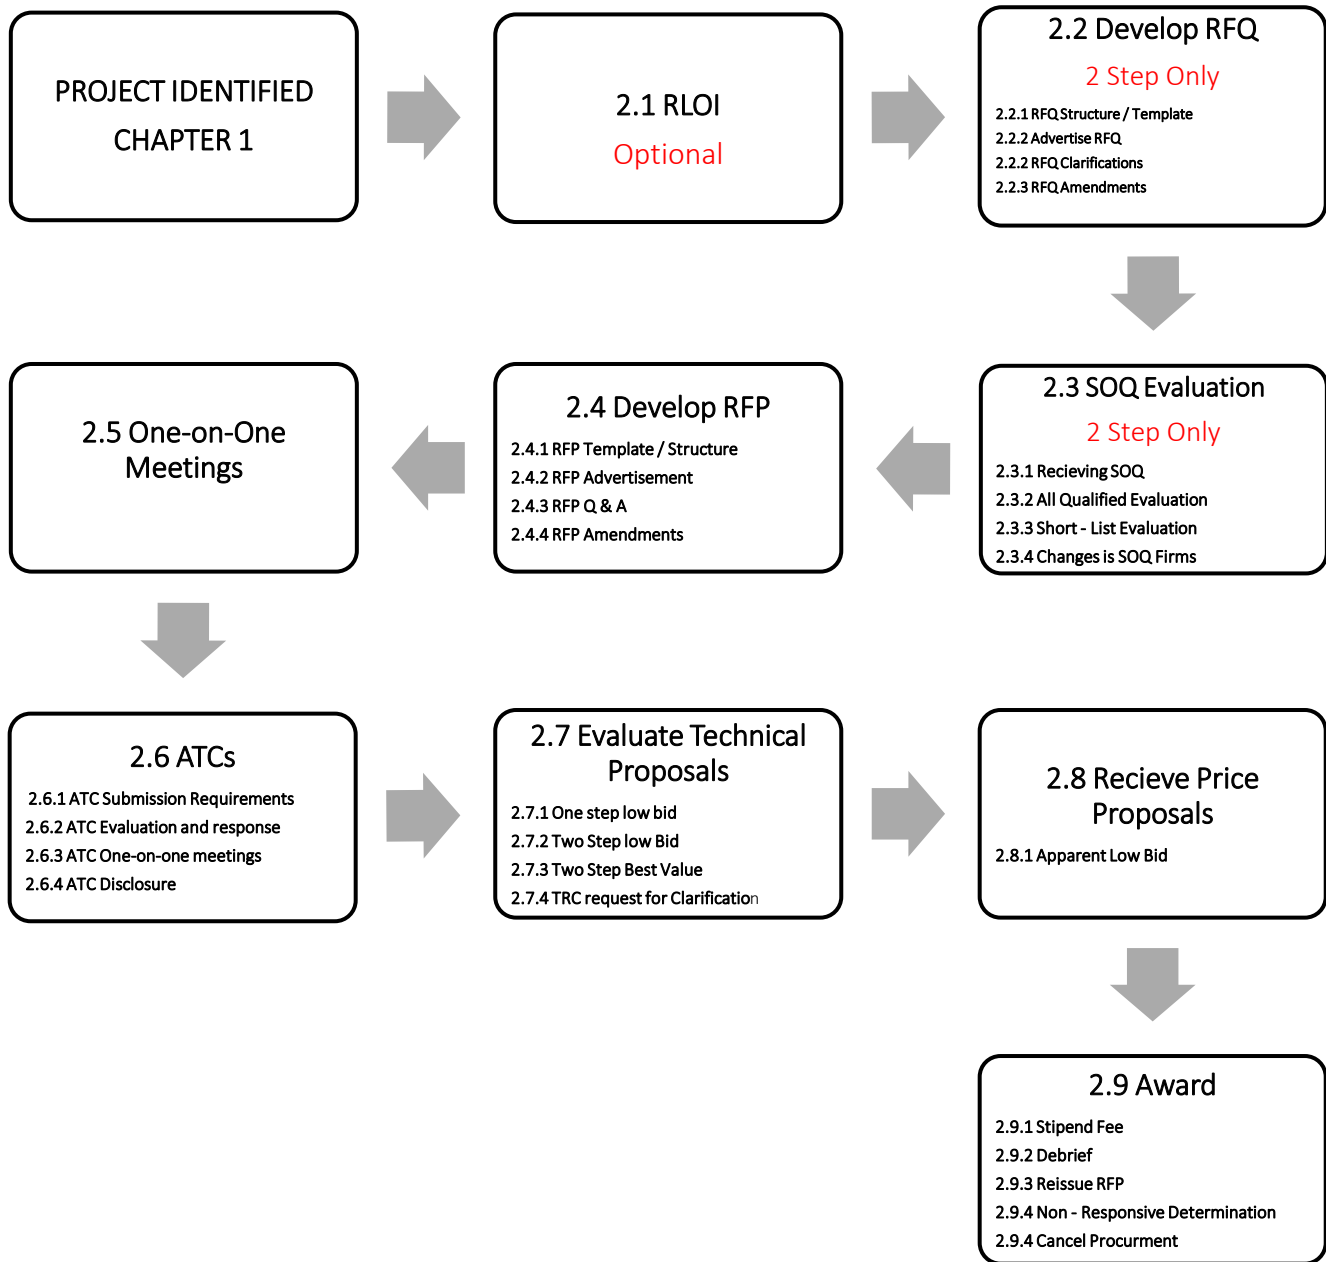 PROJECT IDENTIFIED
CHAPTER 1
2.1 RLOI
Optional
2.2 Develop RFQ
2 Step Only
2.2.1 RFQ Structure / Template
2.2.2 Advertise RFQ
2.2.2 RFQ Clarifications
2.2.3 RFQ Amendments
2.3 SOQ Evaluation
2 Step Only
2.3.1 Recieving SOQ
2.3.2 All Qualified Evaluation
2.3.3 Short - List Evaluation
2.3.4 Changes is SOQ Firms
2.4 Develop RFP
2.4.1 RFP Template / Structure
2.4.2 RFP Advertisement
2.4.3 RFP Q & A
2.4.4 RFP Amendments
2.5 One-on-One
Meetings
2.6 ATCs
2.6.1 ATC Submission Requirements
2.6.2 ATC Evaluation and response
2.6.3 ATC One-on-one meetings
2.6.4 ATC Disclosure
2.7 Evaluate Technical
Proposals
2.7.1 One step low bid
2.7.2 Two Step low Bid
2.7.3 Two Step Best Value
2.7.4 TRC request for Clarification
2.8 Recieve Price
Proposals
2.8.1 Apparent Low Bid
2.9 Award
2.9.1 Stipend Fee
2.9.2 Debrief
2.9.3 Reissue RFP
2.9.4 Non - Responsive Determination
2.9.4 Cancel Procurment